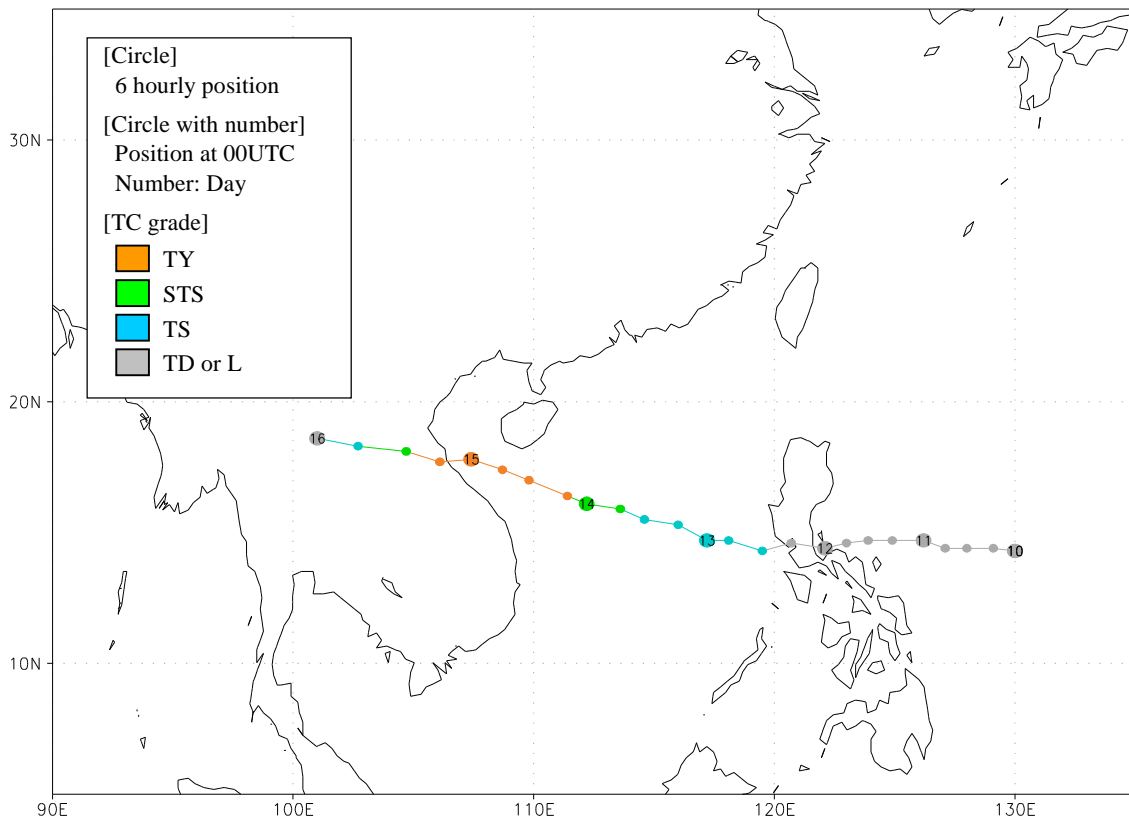 [Circle]
6 hourly position
[Circle with number]
Position at 00UTC
Number: Day
[TC grade]
TY
STS
TS
TD or L
30N
20N
10N
16
15
14
13
12
11
10
90E 100E 110E 120E 130E